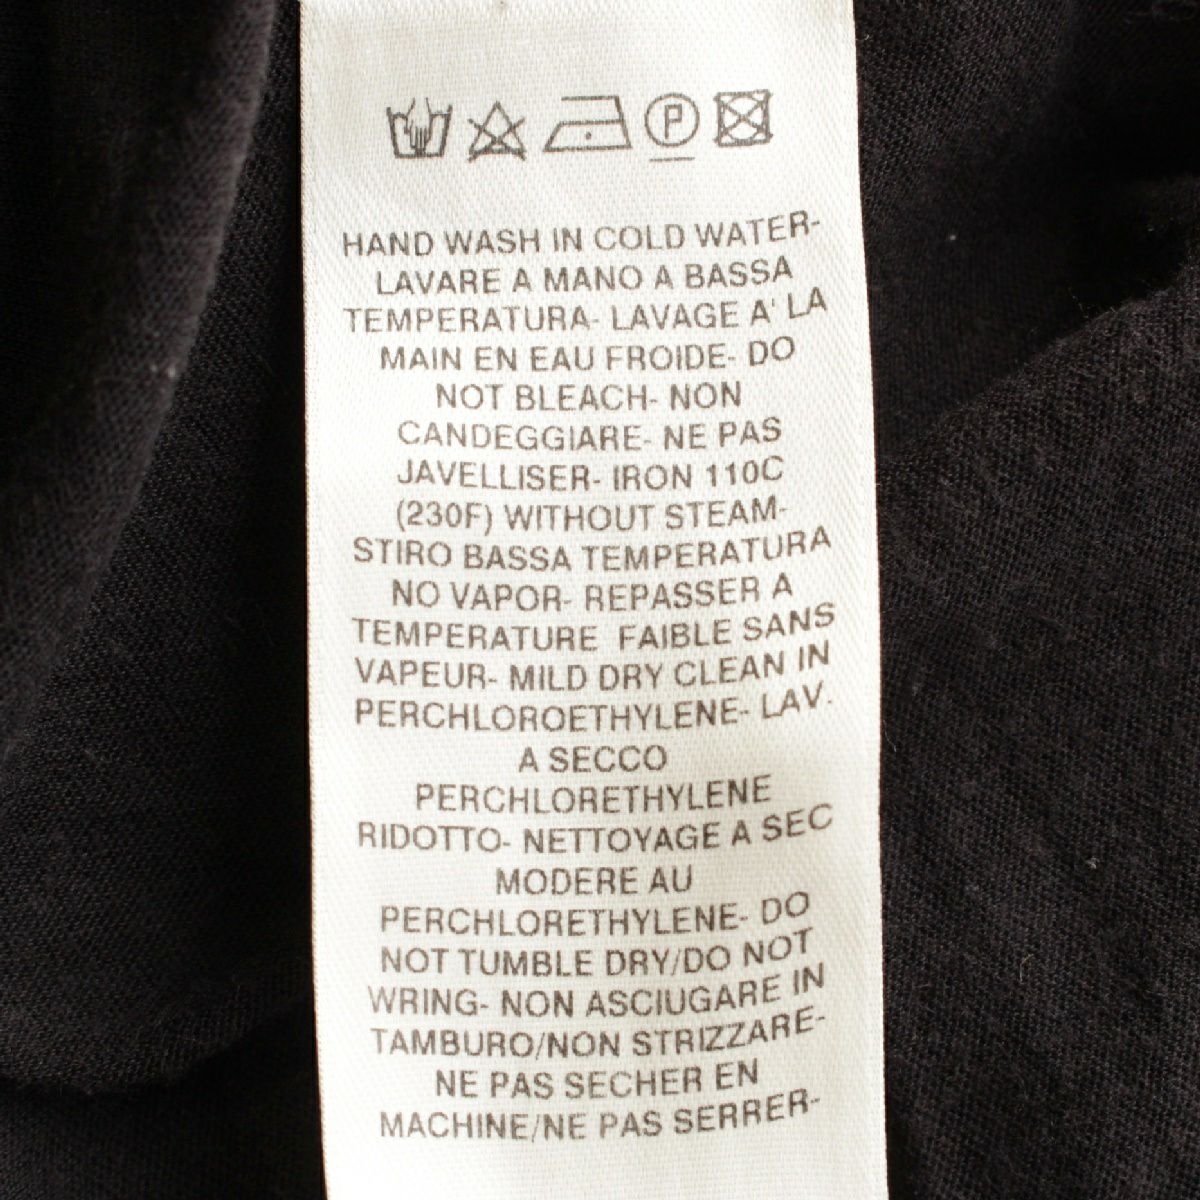 P
HAND WASH IN COLD WATER-
LAVARE A MANO A BASSA
TEMPERATURA- LAVAGE A' LA
MAIN EN EAU FROIDE- DO
NOT BLEACH- NON
CANDEGGIARE- NE PAS
JAVELLISER- IRON 110C
(230F) WITHOUT STEAM-
STIRO BASSA TEMPERATURA
NO VAPOR- REPASSER A
TEMPERATURE FAIBLE SANS
VAPEUR- MILD DRY CLEAN IN
PERCHLOROETHYLENE- LAV.
A SECCO
PERCHLORETHYLENE
RIDOTTO- NETTOYAGE A SEC
MODERE AU
PERCHLORETHYLENE- DO
NOT TUMBLE DRY/DO NOT
WRING- NON ASCIUGARE IN
TAMBURO/NON STRIZZARE-
NE PAS SECHER EN
MACHINE/NE PAS SERRER-